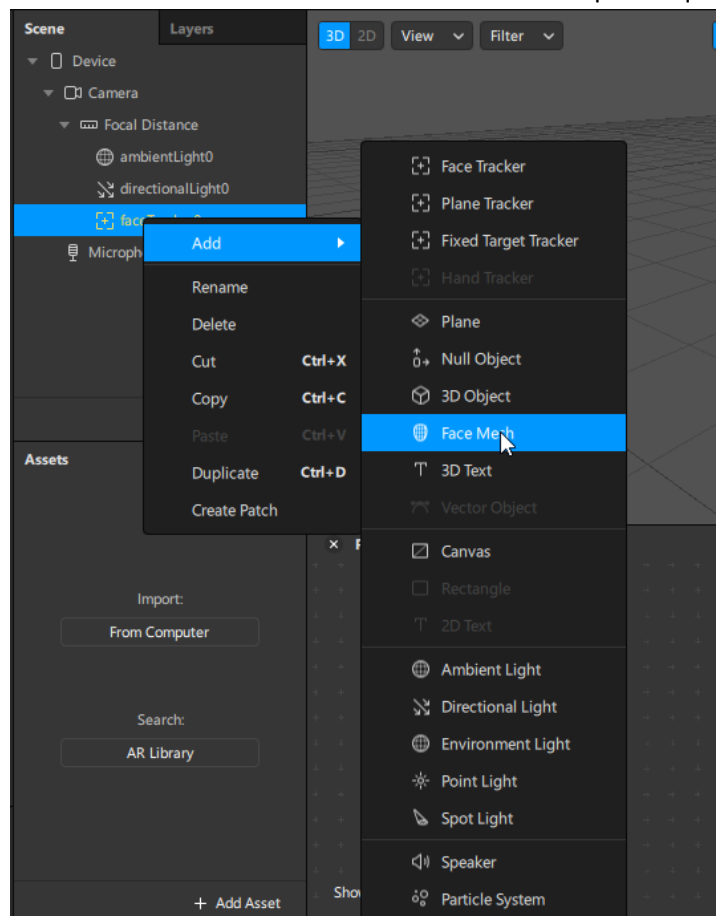 Scene Layers
3D 2D View Filter
Device
Camera
Focal Distance
ambientLight0
directionalLight0
Microph
Add
Rename
Delete
Cut Ctrl+X
Copy Ctrl+C
Paste Ctrl+V
Duplicate Ctrl+D
Create Patch
Face Tracker
Plane Tracker
Fixed Target Tracker
Hand Tracker
Plane
Null Object
3D Object
Face Mesh
3D Text
Vector Object
Canvas
Rectangle
2D Text
Ambient Light
Directional Light
Environment Light
Point Light
Spot Light
Speaker
Particle System
Assets
Import:
From Computer
Search:
AR Library
+ Add Asset
Show